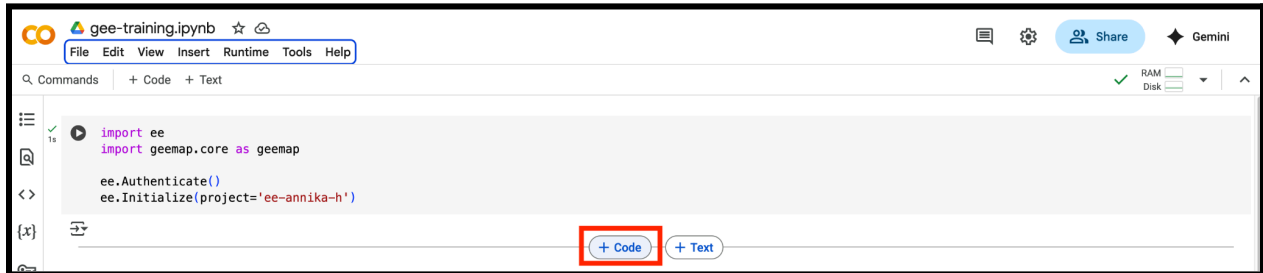 gee-training.ipynb
File Edit View Insert Runtime Tools Help
Share
Gemini
Commands + Code + Text
RAM
Disk
1s
import ee
import geemap.core as geemap
ee.Authenticate()
ee.Initialize(project='ee-annika-h')
{x}
+ Code
+ Text